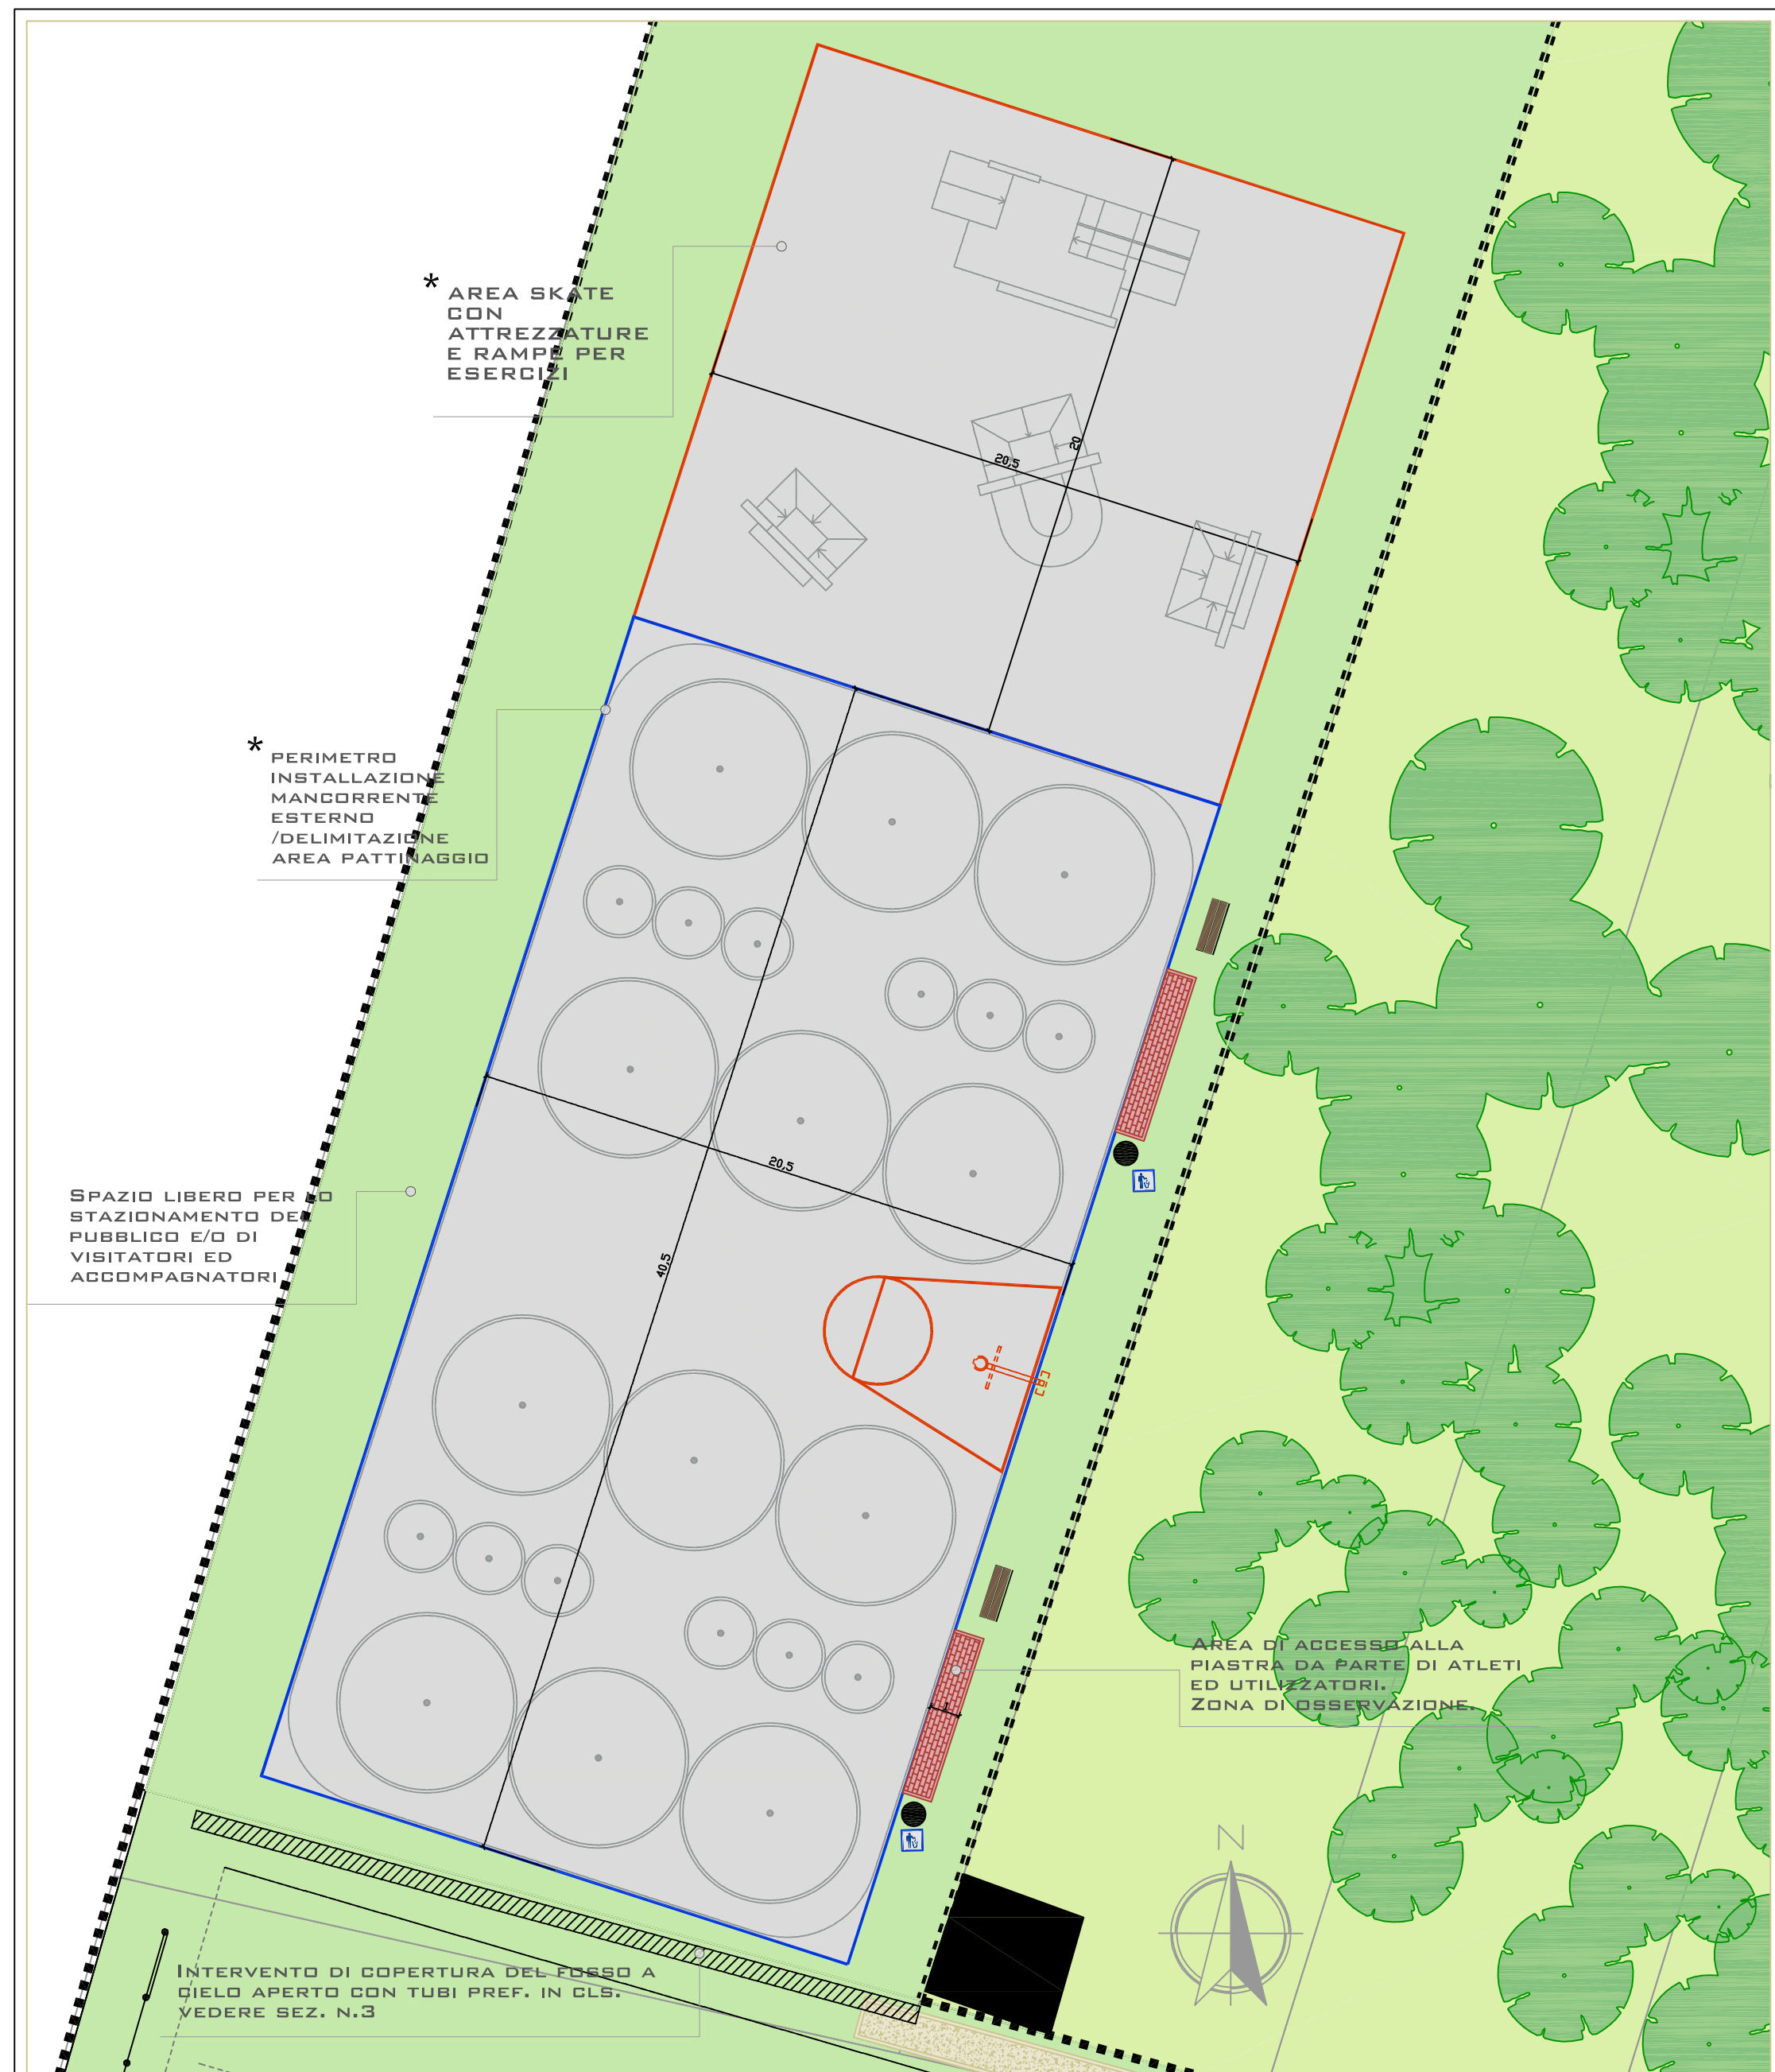 *
AREA SKATE
CON
ATTREZZATURE
E RAMPE PER
ESERCIZI
20
20,5
*
PERIMETRO
INSTALLAZIONE
MANCORRENTE
ESTERNO
/DELIMITAZIONE
AREA PATTINAGGIO
20,5
SPAZIO LIBERO PER LO
STAZIONAMENTO DEL
PUBBLICO E/O DI
VISITATORI ED
ACCOMPAGNATORI
40,5
AREA DI ACCESSO ALLA
PIASTRA DA PARTE DI ATLETI
ED UTILIZZATORI.
ZONA DI OSSERVAZIONE.
1
N
INTERVENTO DI COPERTURA DEL FOSSO A
CIELO APERTO CON TUBI PREF. IN CLS.
VEDERE SEZ. N.3